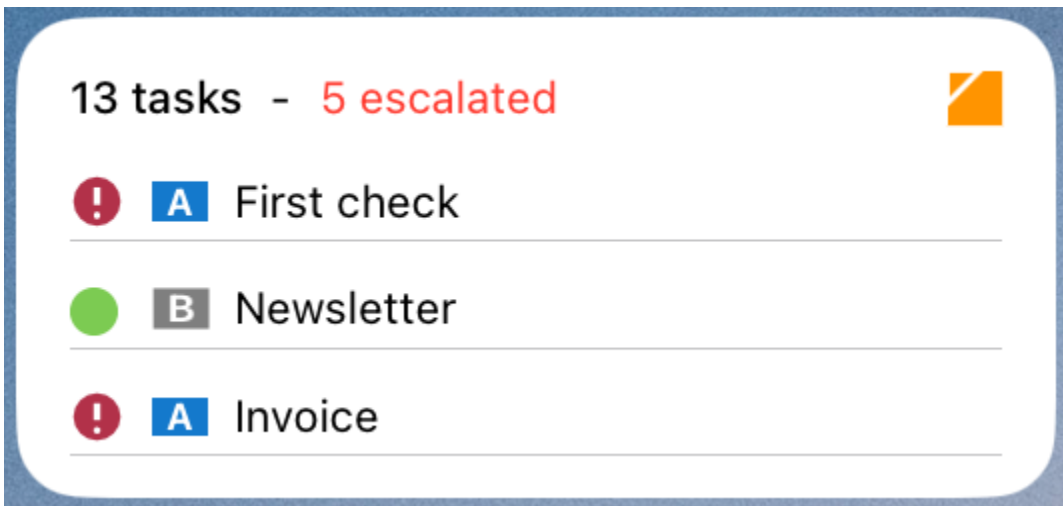 13 tasks - 5 escalated
! A First check
B Newsletter
! A Invoice